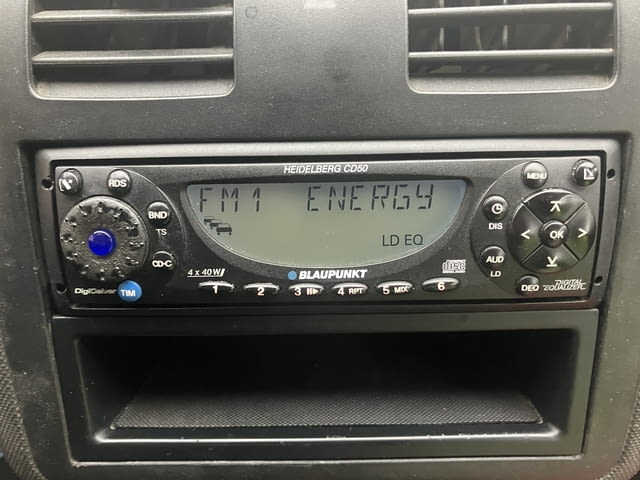 HEIDELBERG CD50
RDS
MENU
FM1 ENERGY
BND
TS
DIS
OK
LD EQ
CD-C
AUD
LD
4 x 40W
BLAUPUNKT
DigiCeiver
TIM
1 2 3 4 RPT 5 MIX 6
DEQ
DIGITAL
EQUALIZER